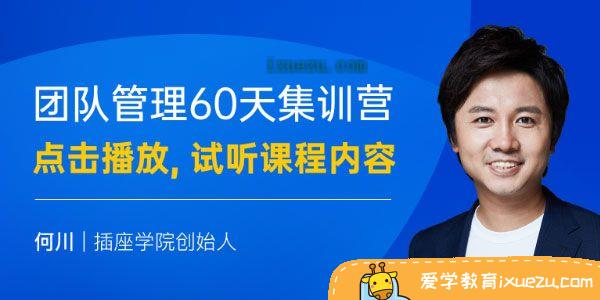 ixuezu.com
团队管理60天集训营
点击播放, 试听课程内容
何川 | 插座学院创始人
爱学教育ixuezu.com